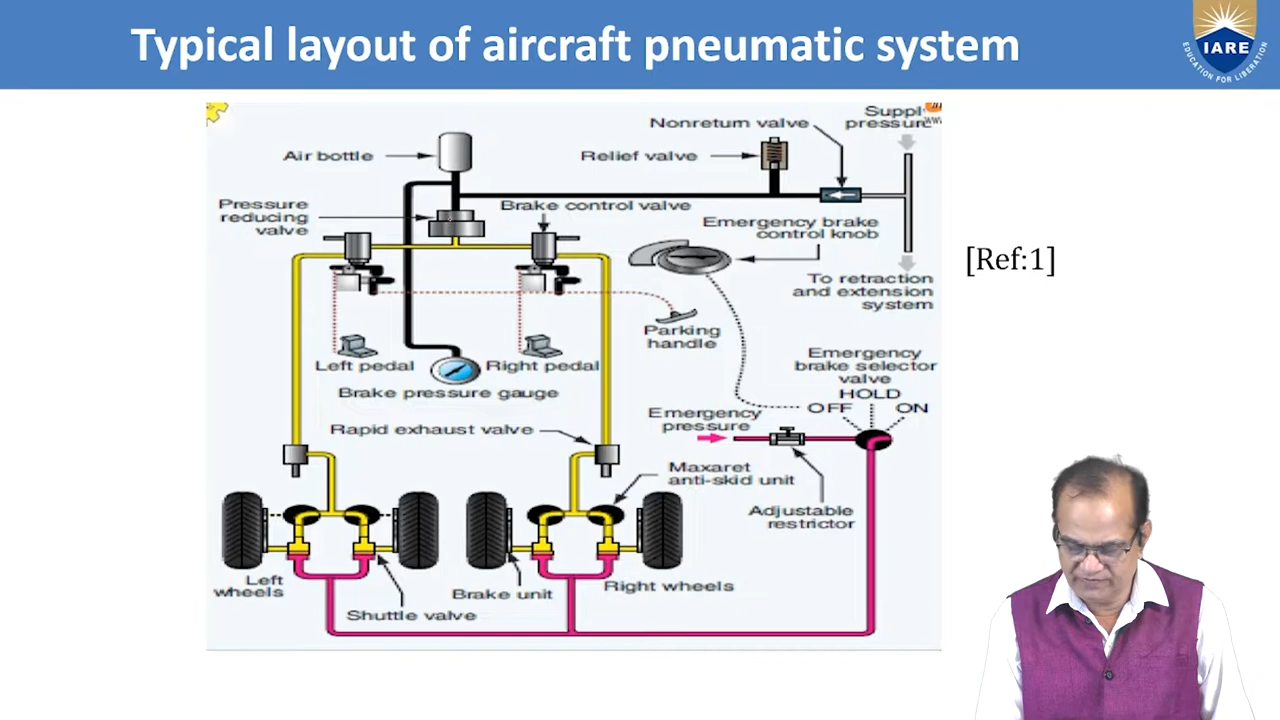 Typical layout of aircraft pneumatic system
IARE
EDUCATION FOR LIBERATION
Nonreturn valve
pressure
Air bottle
Relief valve
Pressure
reducing
valve
Brake control valve
Emergency brake
control knob
[Ref:1]
To retraction
and extension
system
Parking
handle
Left pedal
Right pedal
Brake pressure gauge
Emergency
brake selector
valve
HOLD
OFF
ON
Emergency
pressure
Rapid exhaust valve
Maxaret
anti-skid unit
Adjustable
restrictor
Left
wheels
Brake unit
Right wheels
Shuttle valve